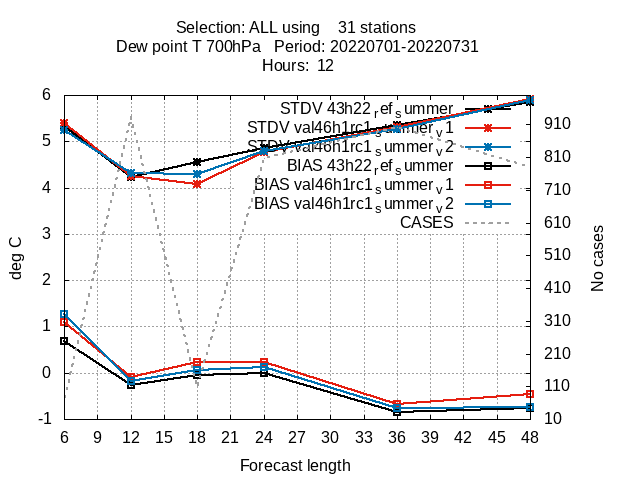 Selection: ALL using 31 stations
Dew point T 700hPa Period: 20220701-20220731
Hours: 12
6
5
4
3
2
1
0
-1
deg C
STDV 43h22_ref_summer
STDV val46h1rc1_summer_v1
STDV val46h1rc1_summer_v2
BIAS 43h22_ref_summer
BIAS val46h1rc1_summer_v1
BIAS val46h1rc1_summer_v2
CASES
910
810
710
610
510
410
310
210
110
10
No cases
6 9 12 15 18 21 24 27 30 33 36 39 42 45 48
Forecast length